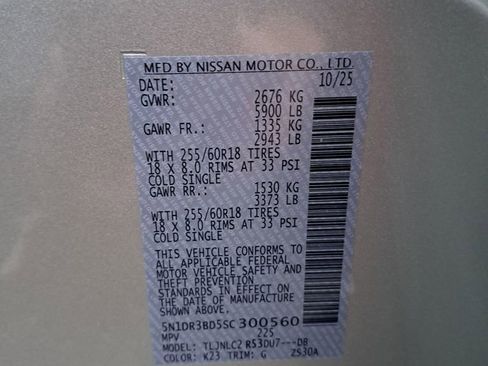 MFD BY NISSAN MOTOR CO., LTD.
DATE: 10/25
GVWR: 2676 KG
5900 LB
GAWR FR.: 1335 KG
2943 LB
WITH 255/60R18 TIRES
18 X 8.0 RIMS AT 33 PSI
COLD SINGLE
GAWR RR.: 1530 KG
3373 LB
WITH 255/60R18 TIRES
18 X 8.0 RIMS AT 33 PSI
COLD SINGLE
THIS VEHICLE CONFORMS TO
ALL APPLICABLE FEDERAL
MOTOR VEHICLE SAFETY AND
THEFT PREVENTION
STANDARDS IN EFFECT ON
THE DATE OF MANUFACTURE
SHOWN ABOVE.
5N1DR3BD5SC300560
MPV 225
MODEL: TLJNLC2 R53DU7---DB
COLOR: K23 TRIM: G Z530A